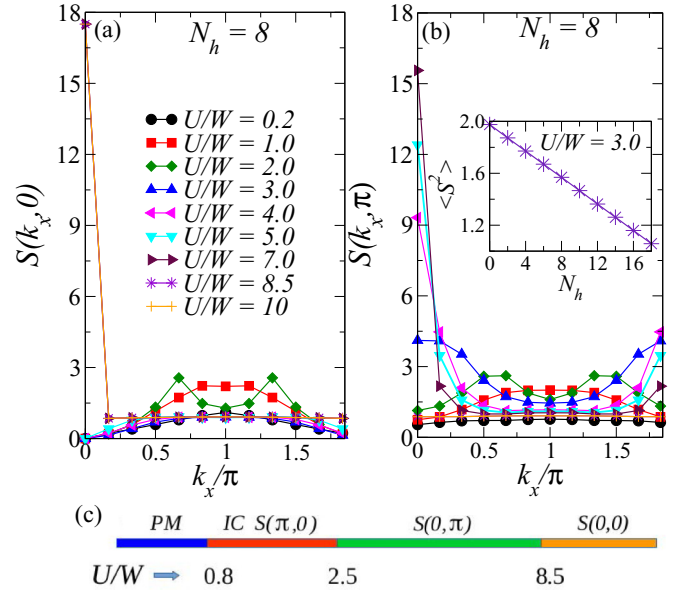 (a) N_h = 8
S(k_x, 0)
18
15
12
9
6
3
0
U/W = 0.2
U/W = 1.0
U/W = 2.0
U/W = 3.0
U/W = 4.0
U/W = 5.0
U/W = 7.0
U/W = 8.5
U/W = 10
0 0.5 1 1.5
k_x/π
(b) N_h = 8
S(k_x, π)
18
15
12
9
6
3
0
U/W = 3.0
<S²>
2.0
1.6
1.2
0 4 8 12 16
N_h
0 0.5 1 1.5
k_x/π
(c)
PM IC S(π,0) S(0,π) S(0,0)
U/W 0.8 2.5 8.5